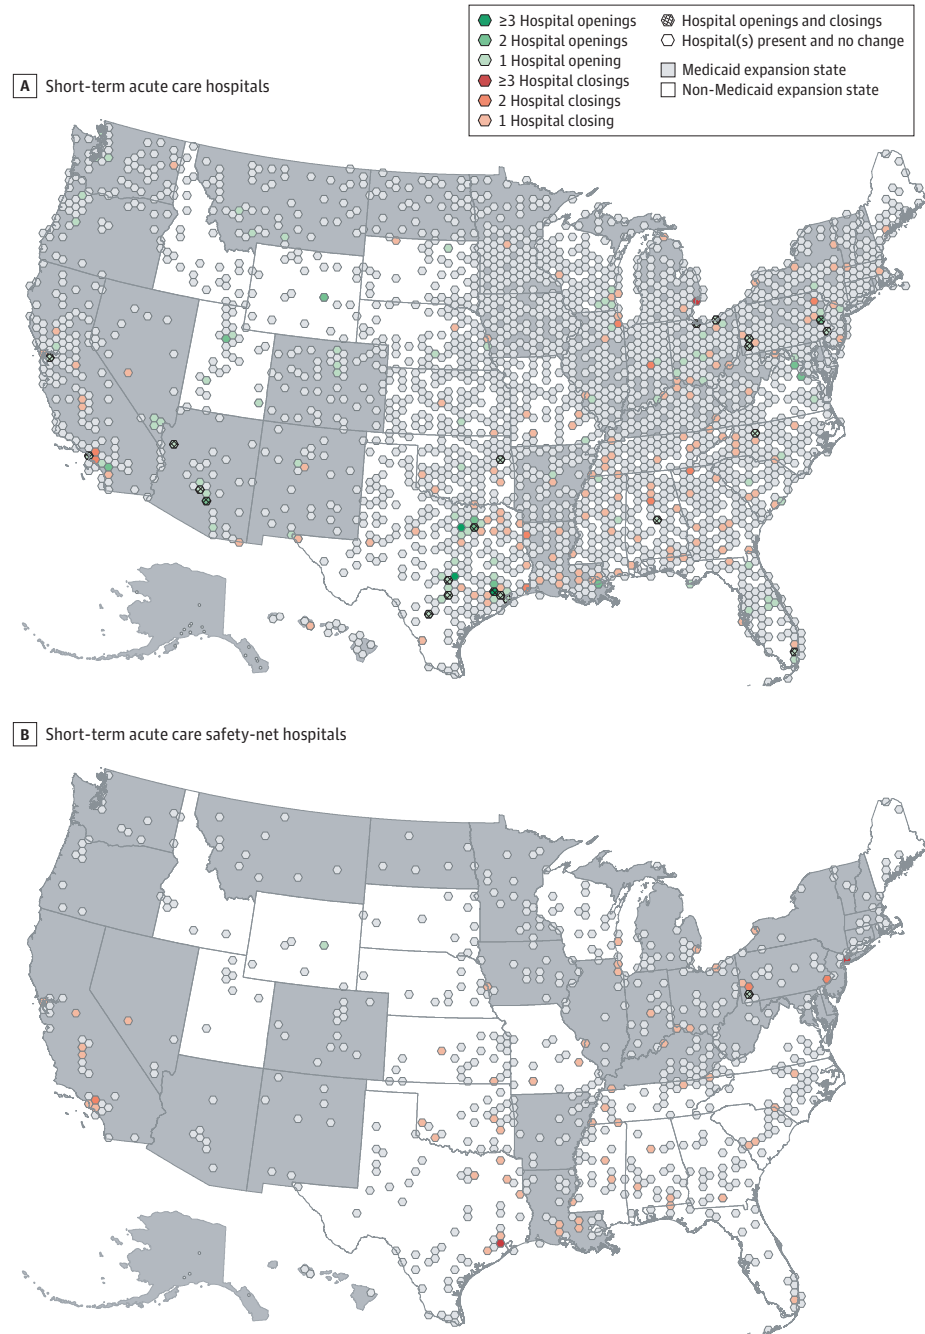 ≥3 Hospital openings
2 Hospital openings
1 Hospital opening
≥3 Hospital closings
2 Hospital closings
1 Hospital closing
Hospital openings and closings
Hospital(s) present and no change
Medicaid expansion state
Non-Medicaid expansion state
A Short-term acute care hospitals
B Short-term acute care safety-net hospitals